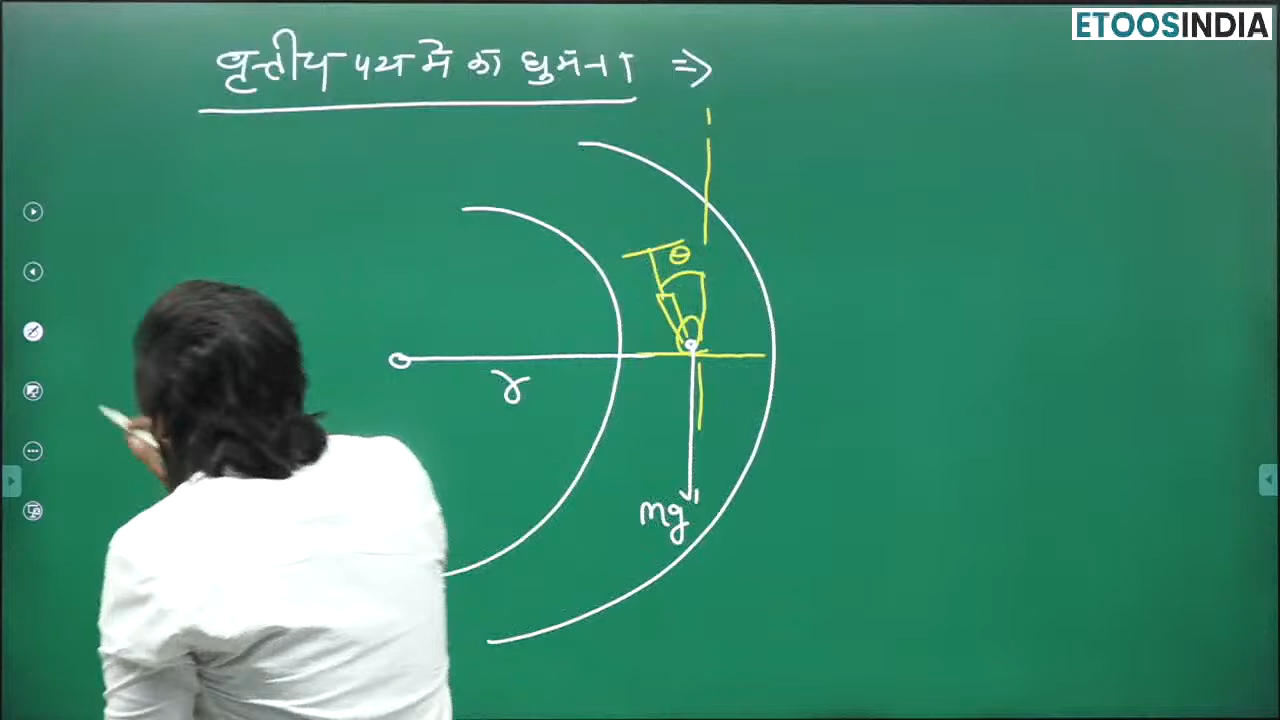 ETOOSINDIA
वृत्तीय पथ में का घुमना ⇒
θ
r
mg